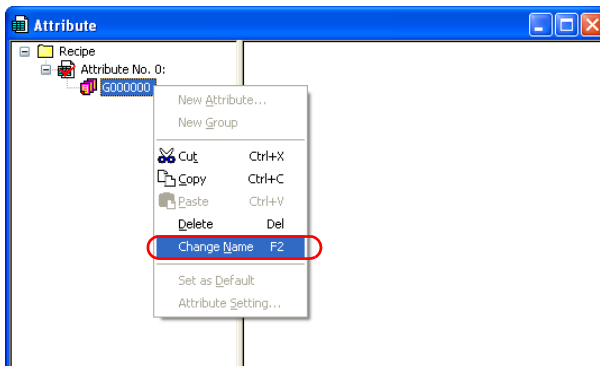 Attribute
Recipe
Attribute No. 0:
G000000
New Attribute...
New Group
Cut Ctrl+X
Copy Ctrl+C
Paste Ctrl+V
Delete Del
Change Name F2
Set as Default
Attribute Setting...